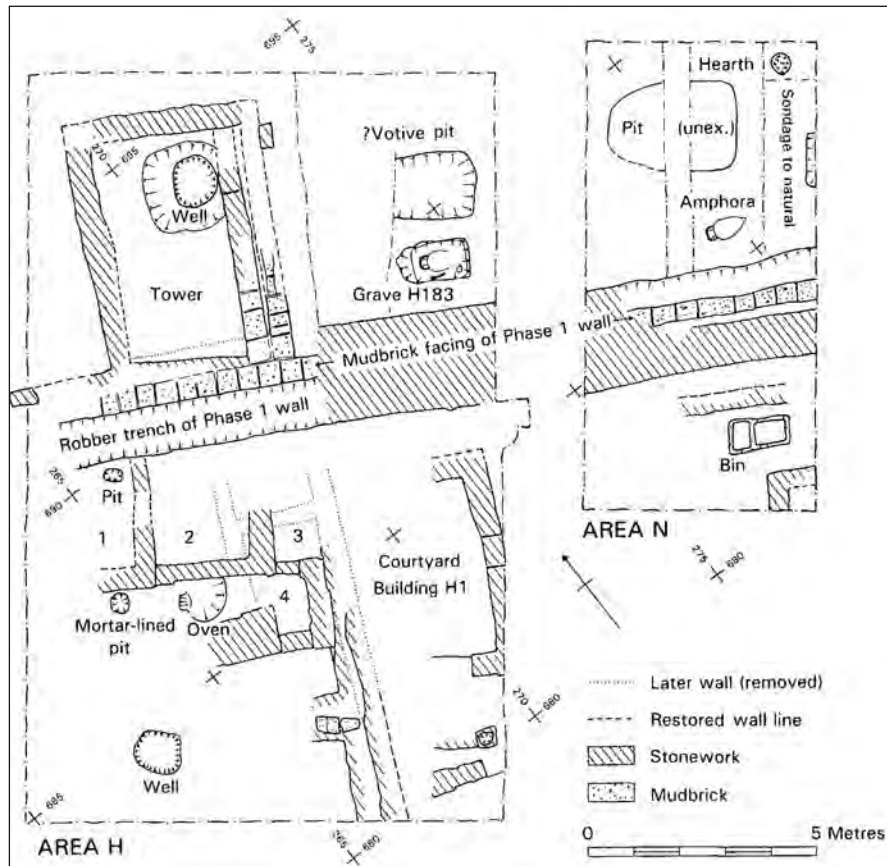 695
275
Hearth
?Votive pit
Pit
(unex.)
Sondage to natural
270
695
Well
Amphora
Tower
Grave H183
Mudbrick facing of Phase 1 wall
Robber trench of Phase 1 wall
265
690
Pit
Bin
AREA N
1
2
3
Courtyard
Building H1
275
680
4
Mortar-lined
pit
Oven
Later wall (removed)
270
680
Restored wall line
Stonework
Well
Mudbrick
685
0
5 Metres
AREA H
265
680